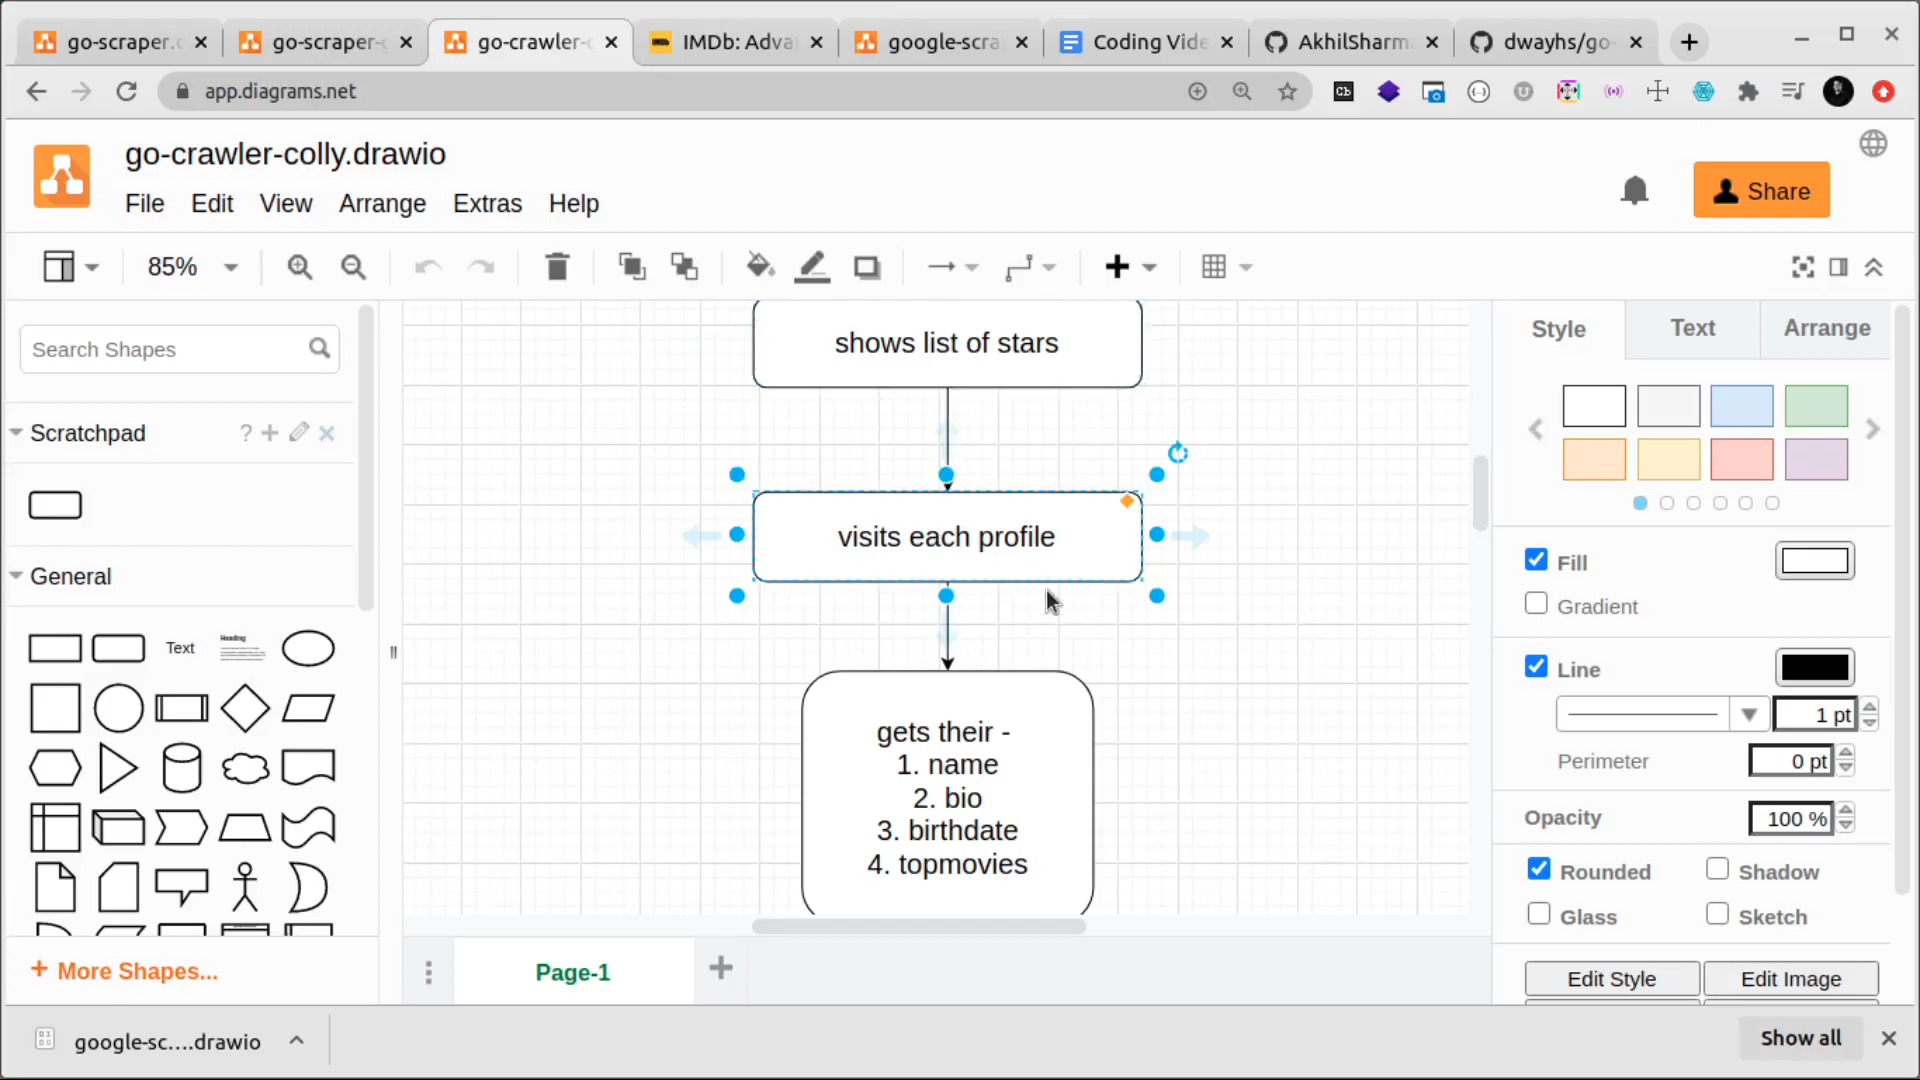 go-scraper.
go-scraper-
go-crawler-
IMDb: Adva
google-scra
Coding Vide
AkhilSharm
dwayhs/go-
app.diagrams.net
Cb
go-crawler-colly.drawio
File Edit View Arrange Extras Help
Share
85%
Search Shapes
Scratchpad
?
General
Text
Heading
More Shapes...
shows list of stars
visits each profile
gets their -
1. name
2. bio
3. birthdate
4. topmovies
Page-1
Style
Text
Arrange
Fill
Gradient
Line
1 pt
Perimeter
0 pt
Opacity
100 %
Rounded
Shadow
Glass
Sketch
Edit Style
Edit Image
google-sc....drawio
Show all